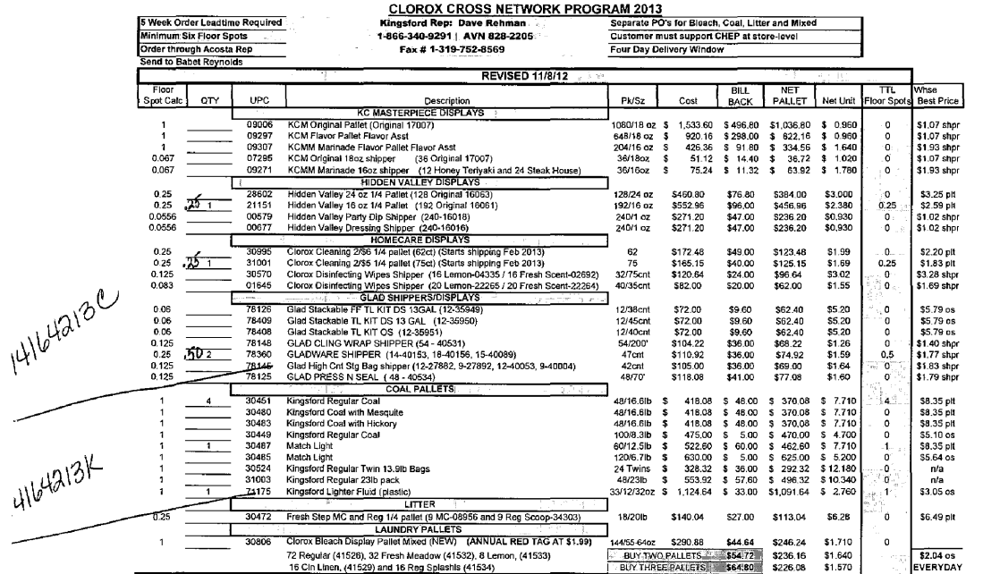 CLOROX CROSS NETWORK PROGRAM 2013
5 Week Order Leadtime Required Kingsford Rep: Dave Rehman Separate PO's for Bleach, Coal, Litter and Mixed
Minimum Six Floor Spots 1-866-340-9291 | AVN 828-2205 Customer must support CHEP at store-level
Order through Acosta Rep Fax # 1-319-752-8569 Four Day Delivery Window
Send to Babet Reynolds
REVISED 11/8/12
Floor BILL NET TTL Whse
Spot Calc QTY UPC Description Pk/Sz Cost BACK PALLET Net Unit Floor Spots Best Price
KC MASTERPIECE DISPLAYS
1 09006 KCM Original Pallet (Original 17007) 1080/18 oz $ 1,533.60 $ 496.80 $1,036.80 $ 0.960 0 $1.07 shpr
1 09297 KCM Flavor Pallet Flavor Asst 648/18 oz $ 920.16 $ 298.00 $ 622.16 $ 0.960 0 $1.07 shpr
1 09307 KCMM Marinade Flavor Pallet Flavor Asst 204/16 oz $ 426.36 $ 91.80 $ 334.56 $ 1.640 0 $1.93 shpr
0.067 07295 KCM Original 18oz shipper (36 Original 17007) 36/18oz $ 51.12 $ 14.40 $ 36.72 $ 1.020 0 $1.07 shpr
0.067 09271 KCMM Marinade 16oz shipper (12 Honey Teriyaki and 24 Steak House) 36/16oz $ 75.24 $ 11.32 $ 63.92 $ 1.780 0 $1.93 shpr
HIDDEN VALLEY DISPLAYS
0.25 28602 Hidden Valley 24 oz 1/4 Pallet (128 Original 16063) 128/24 oz $460.80 $76.80 $384.00 $3.000 0 $3.25 plt
0.25 .25 1 21151 Hidden Valley 16 oz 1/4 Pallet (192 Original 16061) 192/16 oz $552.96 $96.00 $456.96 $2.380 0.25 $2.59 plt
0.0556 00579 Hidden Valley Party Dip Shipper (240-16018) 240/1 oz $271.20 $47.00 $236.20 $0.930 0 $1.02 shpr
0.0556 00677 Hidden Valley Dressing Shipper (240-16016) 240/1 oz $271.20 $47.00 $236.20 $0.930 0 $1.02 shpr
HOMECARE DISPLAYS
0.25 30995 Clorox Cleaning 2/$6 1/4 pallet (62ct) (Starts shipping Feb 2013) 62 $172.48 $49.00 $123.48 $1.99 0 $2.20 plt
0.25 .25 1 31001 Clorox Cleaning 2/$5 1/4 pallet (75ct) (Starts shipping Feb 2013) 75 $165.15 $40.00 $125.15 $1.69 0.25 $1.83 plt
0.125 30570 Clorox Disinfecting Wipes Shipper (16 Lemon-04335 / 16 Fresh Scent-02692) 32/75cnt $120.64 $24.00 $96.64 $3.02 0 $3.28 shpr
0.083 01645 Clorox Disinfecting Wipes Shipper (20 Lemon-22265 / 20 Fresh Scent-22264) 40/35cnt $82.00 $20.00 $62.00 $1.55 0 $1.69 shpr
GLAD SHIPPERS/DISPLAYS
0.06 78126 Glad Stackable FF TL KIT DS 13GAL (12-35949) 12/38cnt $72.00 $9.60 $62.40 $5.20 0 $5.79 os
0.06 78409 Glad Stackable TL KIT DS 13 GAL (12-35950) 12/45cnt $72.00 $9.60 $62.40 $5.20 0 $5.79 os
0.06 78408 Glad Stackable TL KIT OS (12-35951) 12/40cnt $72.00 $9.60 $62.40 $5.20 0 $5.79 os
0.125 78148 GLAD CLING WRAP SHIPPER (54 - 40531) 54/200' $104.22 $36.00 $68.22 $1.26 0 $1.40 shpr
0.25 .50 2 78360 GLADWARE SHIPPER (14-40153, 18-40156, 15-40089) 47cnt $110.92 $36.00 $74.92 $1.59 0.5 $1.77 shpr
0.125 78145 Glad High Cnt Stg Bag shipper (12-27882, 9-27892, 12-40053, 9-40004) 42cnt $105.00 $36.00 $69.00 $1.64 0 $1.83 shpr
0.125 78125 GLAD PRESS N SEAL ( 48 - 40534) 48/70' $118.08 $41.00 $77.08 $1.60 0 $1.79 shpr
14164213C
COAL PALLETS
1 4 30451 Kingsford Regular Coal 48/16.6lb $ 418.08 $ 48.00 $ 370.08 $ 7.710 4 $8.35 plt
1 30480 Kingsford Coal with Mesquite 48/16.6lb $ 418.08 $ 48.00 $ 370.08 $ 7.710 0 $8.35 plt
1 30483 Kingsford Coal with Hickory 48/16.6lb $ 418.08 $ 48.00 $ 370.08 $ 7.710 0 $8.35 plt
1 30449 Kingsford Regular Coal 100/8.3lb $ 475.00 $ 5.00 $ 470.00 $ 4.700 0 $5.10 os
1 1 30487 Match Light 60/12.5lb $ 522.60 $ 60.00 $ 462.60 $ 7.710 1 $8.35 plt
1 30485 Match Light 120/6.7lb $ 630.00 $ 5.00 $ 625.00 $ 5.200 0 $5.64 os
1 30524 Kingsford Regular Twin 13.9lb Bags 24 Twins $ 328.32 $ 36.00 $ 292.32 $ 12.180 0 n/a
1 31003 Kingsford Regular 23lb pack 48/23lb $ 553.92 $ 57.60 $ 496.32 $ 10.340 0 n/a
1 1 71175 Kingsford Lighter Fluid (plastic) 33/12/32oz $ 1,124.64 $ 33.00 $1,091.64 $ 2.760 1 $3.05 os
4164213K
LITTER
0.25 30472 Fresh Step MC and Reg 1/4 pallet (9 MC-08956 and 9 Reg Scoop-34303) 18/20lb $140.04 $27.00 $113.04 $6.28 0 $6.49 plt
LAUNDRY PALLETS
1 30806 Clorox Bleach Display Pallet Mixed (NEW) (ANNUAL RED TAG AT $1.99) 144/55-64oz $290.88 $44.64 $246.24 $1.710 0
72 Regular (41526), 32 Fresh Meadow (41532), 8 Lemon, (41533) BUY TWO PALLETS $54.72 $236.16 $1.640 $2.04 os
16 Cln Linen, (41529) and 16 Reg Splashls (41534) BUY THREE PALLETS $64.80 $226.08 $1.570 EVERYDAY